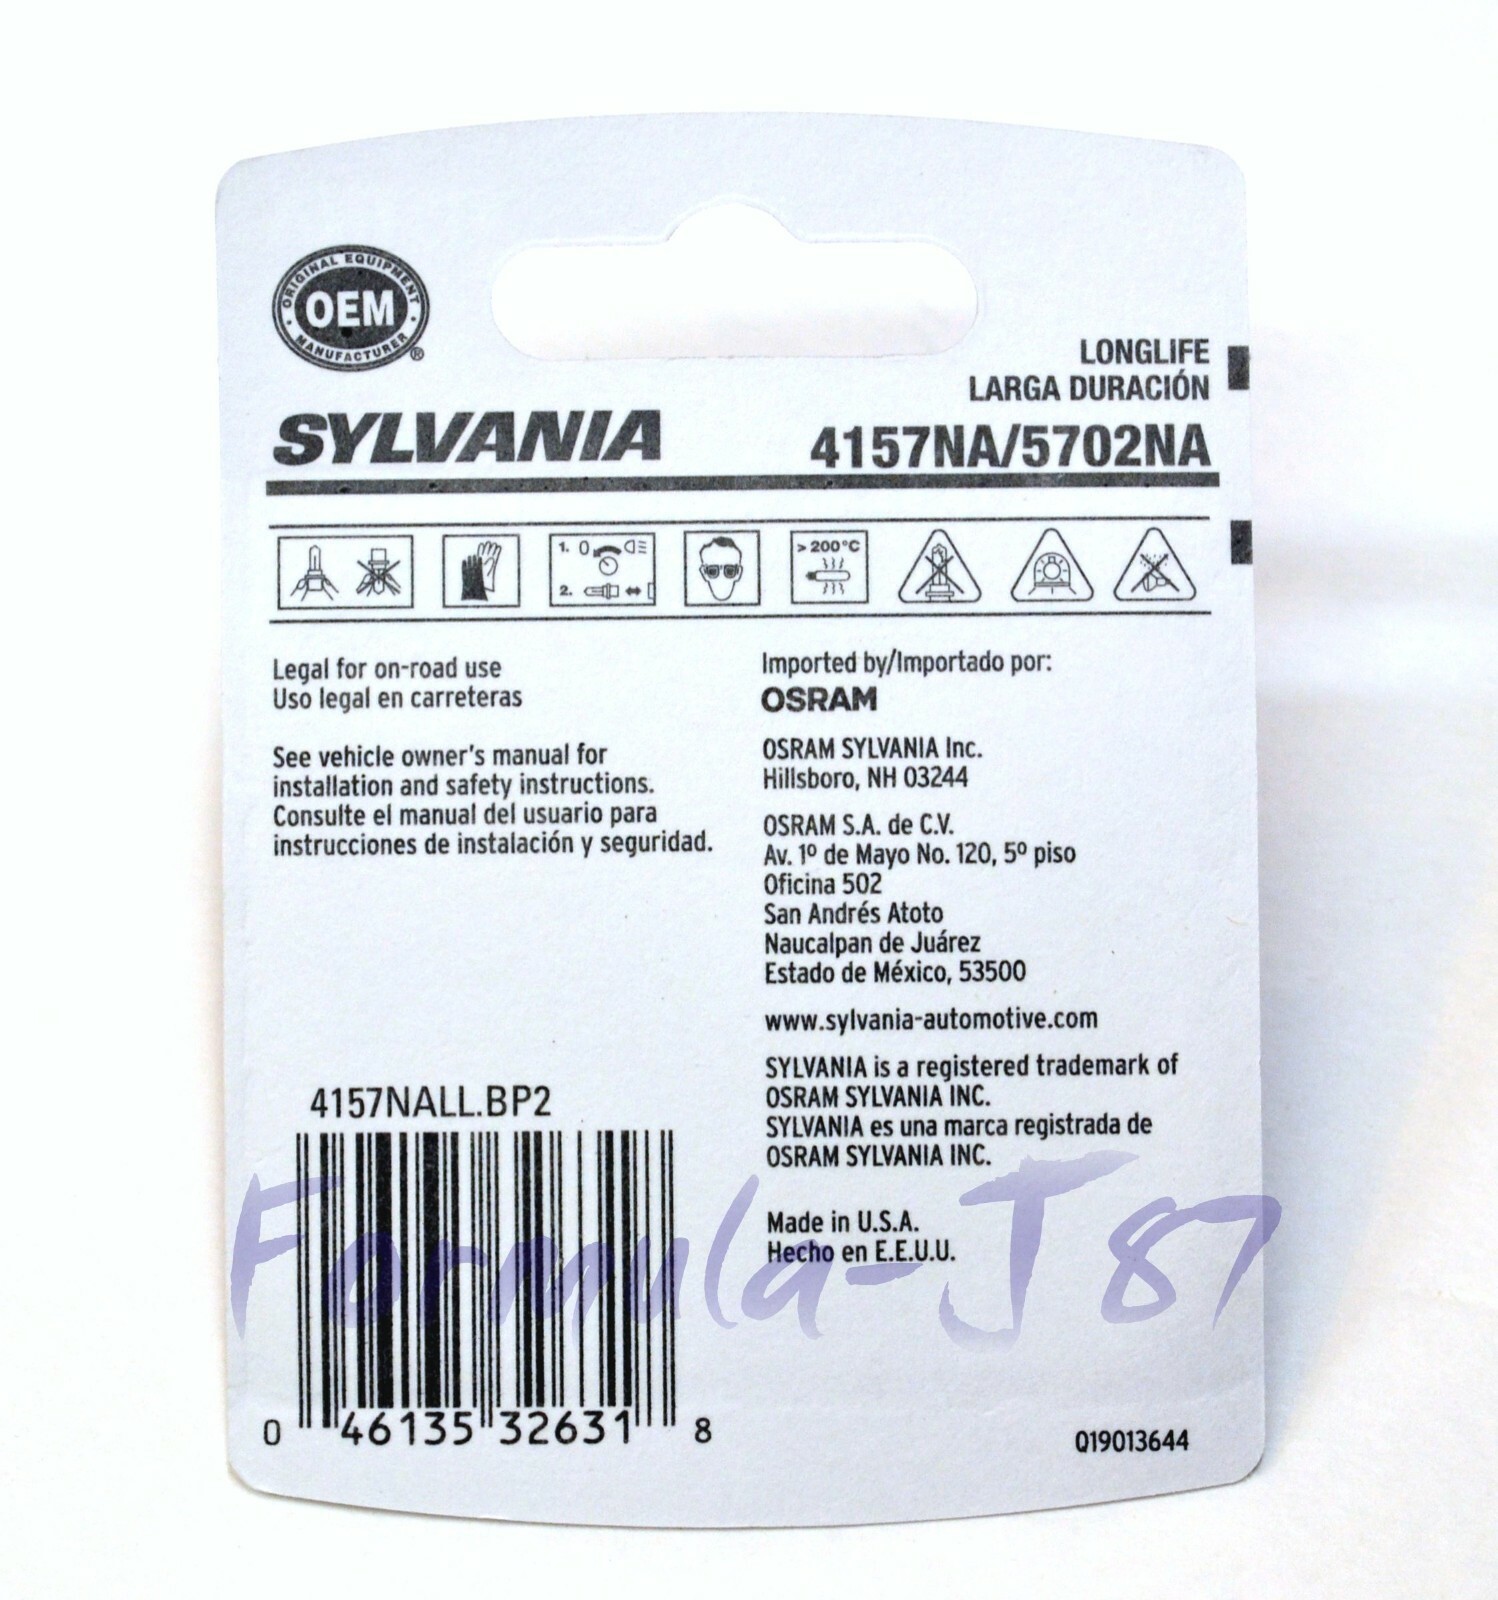 ORIGINAL EQUIPMENT
OEM
MANUFACTURER ®
LONGLIFE
LARGA DURACIÓN
SYLVANIA
4157NA/5702NA
1. 0
2.
> 200°C
Legal for on-road use
Uso legal en carreteras
See vehicle owner's manual for
installation and safety instructions.
Consulte el manual del usuario para
instrucciones de instalación y seguridad.
Imported by/Importado por:
OSRAM
OSRAM SYLVANIA Inc.
Hillsboro, NH 03244
OSRAM S.A. de C.V.
Av. 1º de Mayo No. 120, 5º piso
Oficina 502
San Andrés Atoto
Naucalpan de Juárez
Estado de México, 53500
www.sylvania-automotive.com
SYLVANIA is a registered trademark of
OSRAM SYLVANIA INC.
SYLVANIA es una marca registrada de
OSRAM SYLVANIA INC.
Made in U.S.A.
Hecho en E.E.U.U.
4157NALL.BP2
0 46135 32631 8
Formula-J87
Q19013644